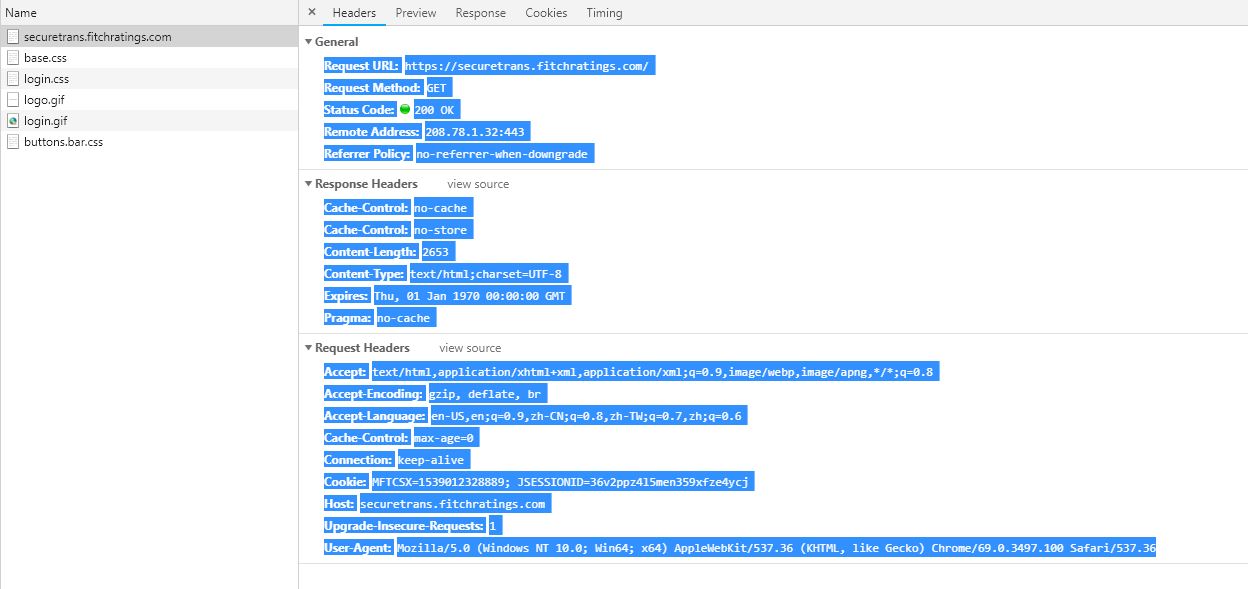 Name
securetrans.fitchratings.com
base.css
login.css
logo.gif
login.gif
buttons.bar.css
× Headers Preview Response Cookies Timing
General
Request URL: https://securetrans.fitchratings.com/
Request Method: GET
Status Code: 200 OK
Remote Address: 208.78.1.32:443
Referrer Policy: no-referrer-when-downgrade
Response Headers view source
Cache-Control: no-cache
Cache-Control: no-store
Content-Length: 2653
Content-Type: text/html;charset=UTF-8
Expires: Thu, 01 Jan 1970 00:00:00 GMT
Pragma: no-cache
Request Headers view source
Accept: text/html,application/xhtml+xml,application/xml;q=0.9,image/webp,image/apng,*/*;q=0.8
Accept-Encoding: gzip, deflate, br
Accept-Language: en-US,en;q=0.9,zh-CN;q=0.8,zh-TW;q=0.7,zh;q=0.6
Cache-Control: max-age=0
Connection: keep-alive
Cookie: MFTCSX=1539012328889; JSESSIONID=36v2ppz4l5men359xfze4ycj
Host: securetrans.fitchratings.com
Upgrade-Insecure-Requests: 1
User-Agent: Mozilla/5.0 (Windows NT 10.0; Win64; x64) AppleWebKit/537.36 (KHTML, like Gecko) Chrome/69.0.3497.100 Safari/537.36